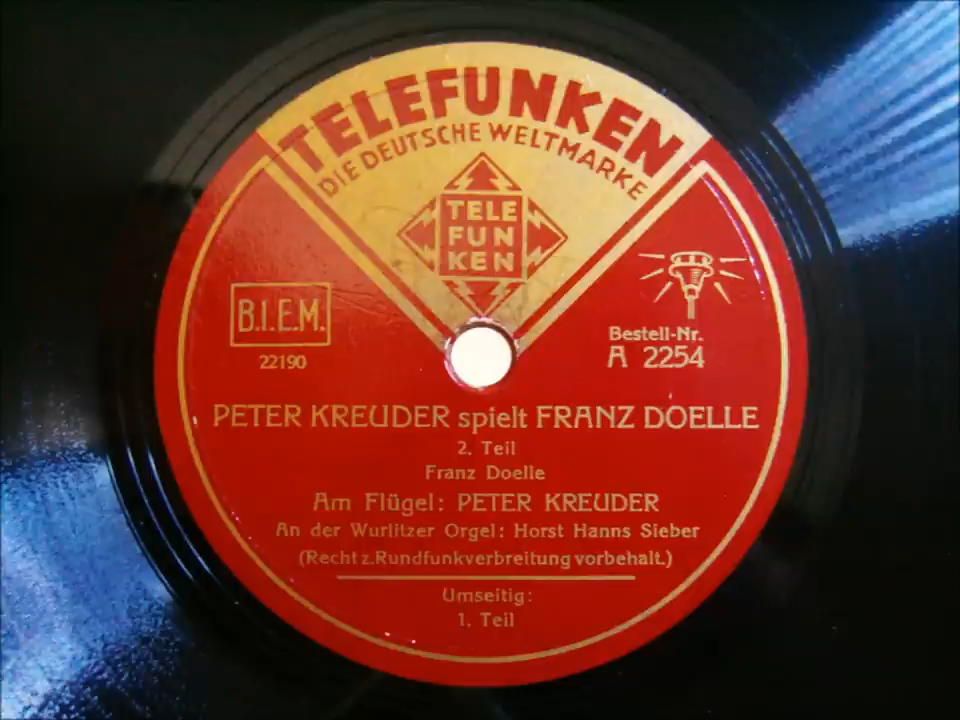 TELEFUNKEN
DIE DEUTSCHE WELTMARKE
TELE
FUN
KEN
B.I.E.M.
22190
Bestell-Nr.
A 2254
PETER KREUDER spielt FRANZ DOELLE
2. Teil
Franz Doelle
Am Flügel: PETER KREUDER
An der Wurlitzer Orgel: Horst Hanns Sieber
(Recht z. Rundfunkverbreitung vorbehalt.)
Umseitig:
1. Teil